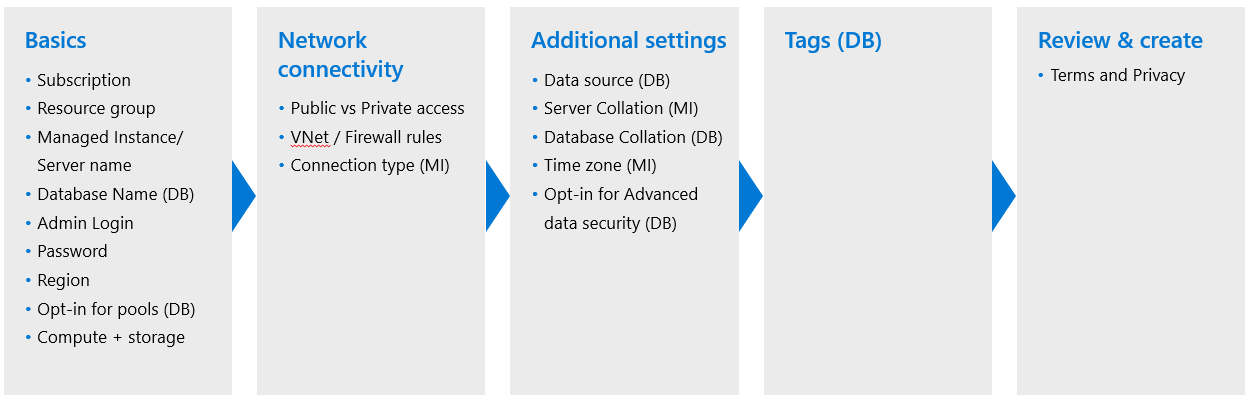 Basics
• Subscription
• Resource group
• Managed Instance/
Server name
• Database Name (DB)
• Admin Login
• Password
• Region
• Opt-in for pools (DB)
• Compute + storage
Network
connectivity
• Public vs Private access
• VNet / Firewall rules
• Connection type (MI)
Additional settings
• Data source (DB)
• Server Collation (MI)
• Database Collation (DB)
• Time zone (MI)
• Opt-in for Advanced
data security (DB)
Tags (DB)
Review & create
• Terms and Privacy